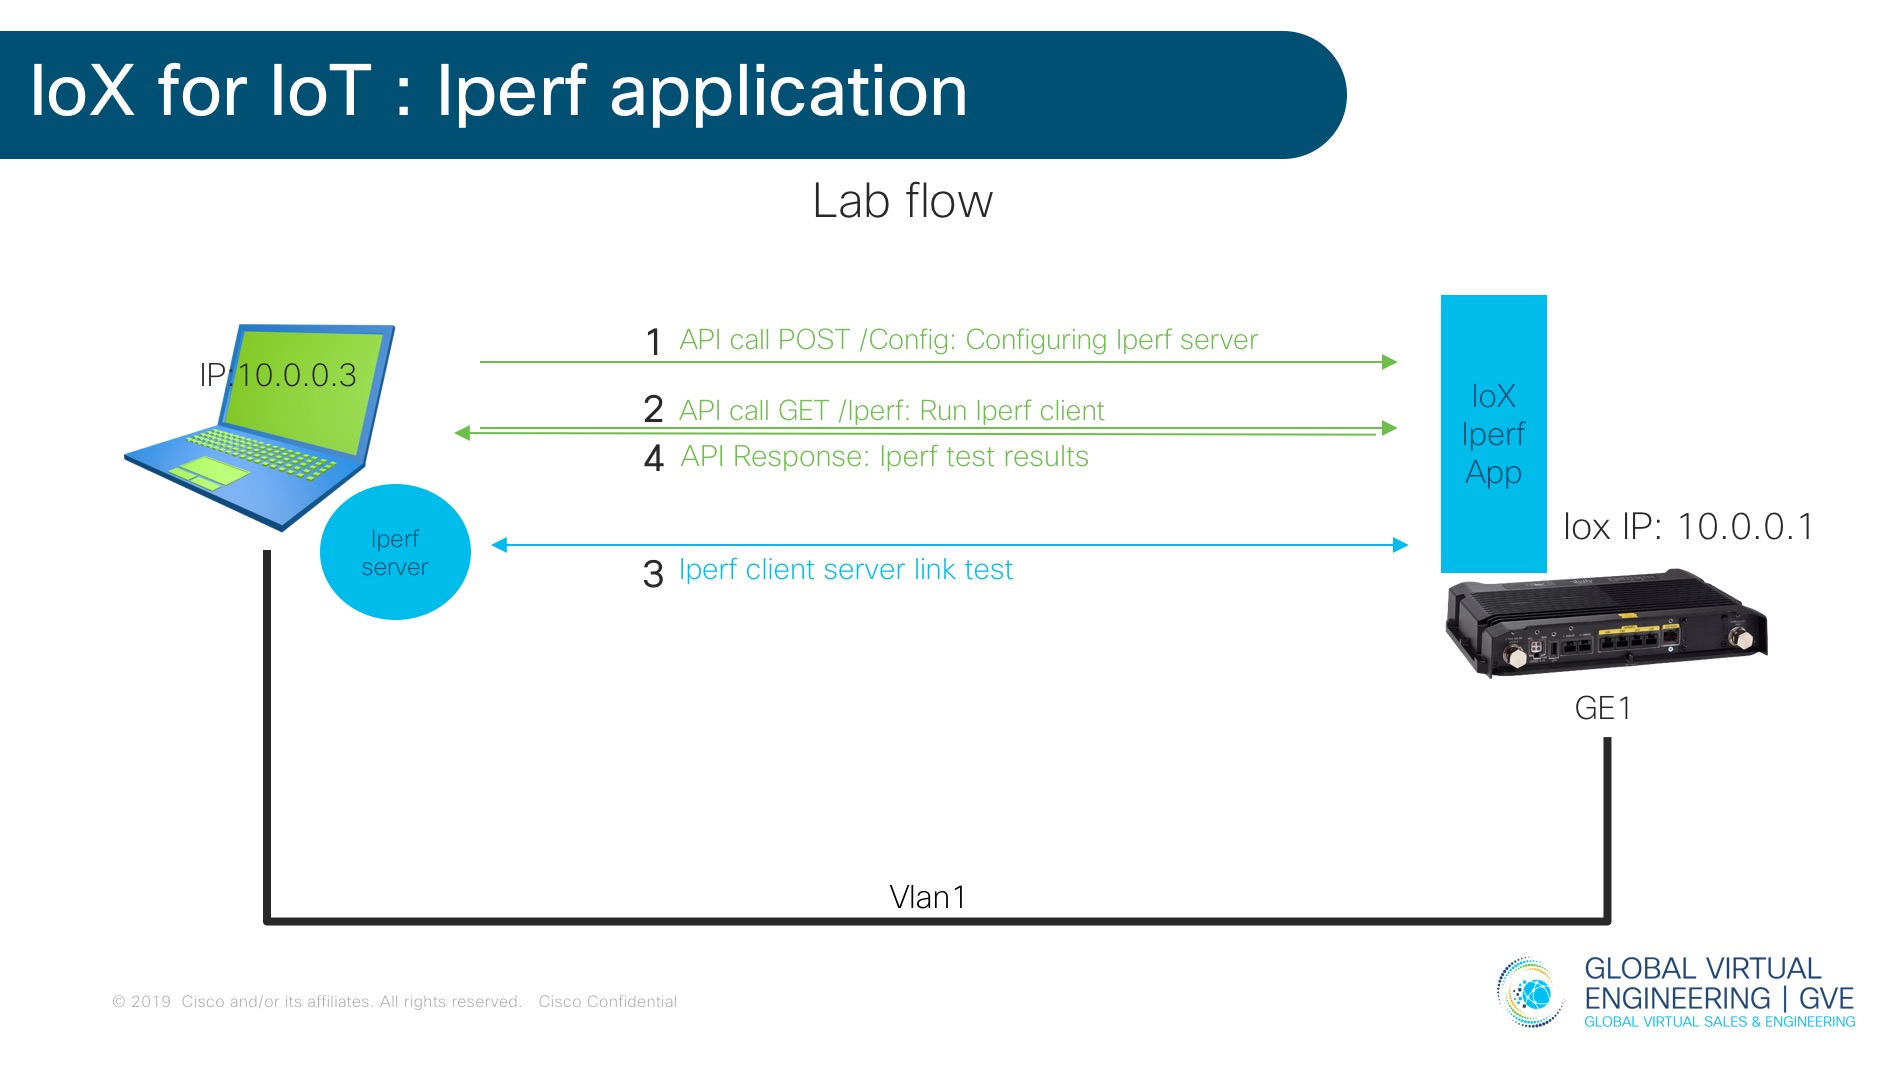 IoX for IoT : Iperf application
Lab flow
IP:10.0.0.3
1 API call POST /Config: Configuring Iperf server
2 API call GET /Iperf: Run Iperf client
4 API Response: Iperf test results
3 Iperf client server link test
Iperf
server
IoX
Iperf
App
Iox IP: 10.0.0.1
GE1
Vlan1
© 2019 Cisco and/or its affiliates. All rights reserved. Cisco Confidential
GLOBAL VIRTUAL
ENGINEERING | GVE
GLOBAL VIRTUAL SALES & ENGINEERING